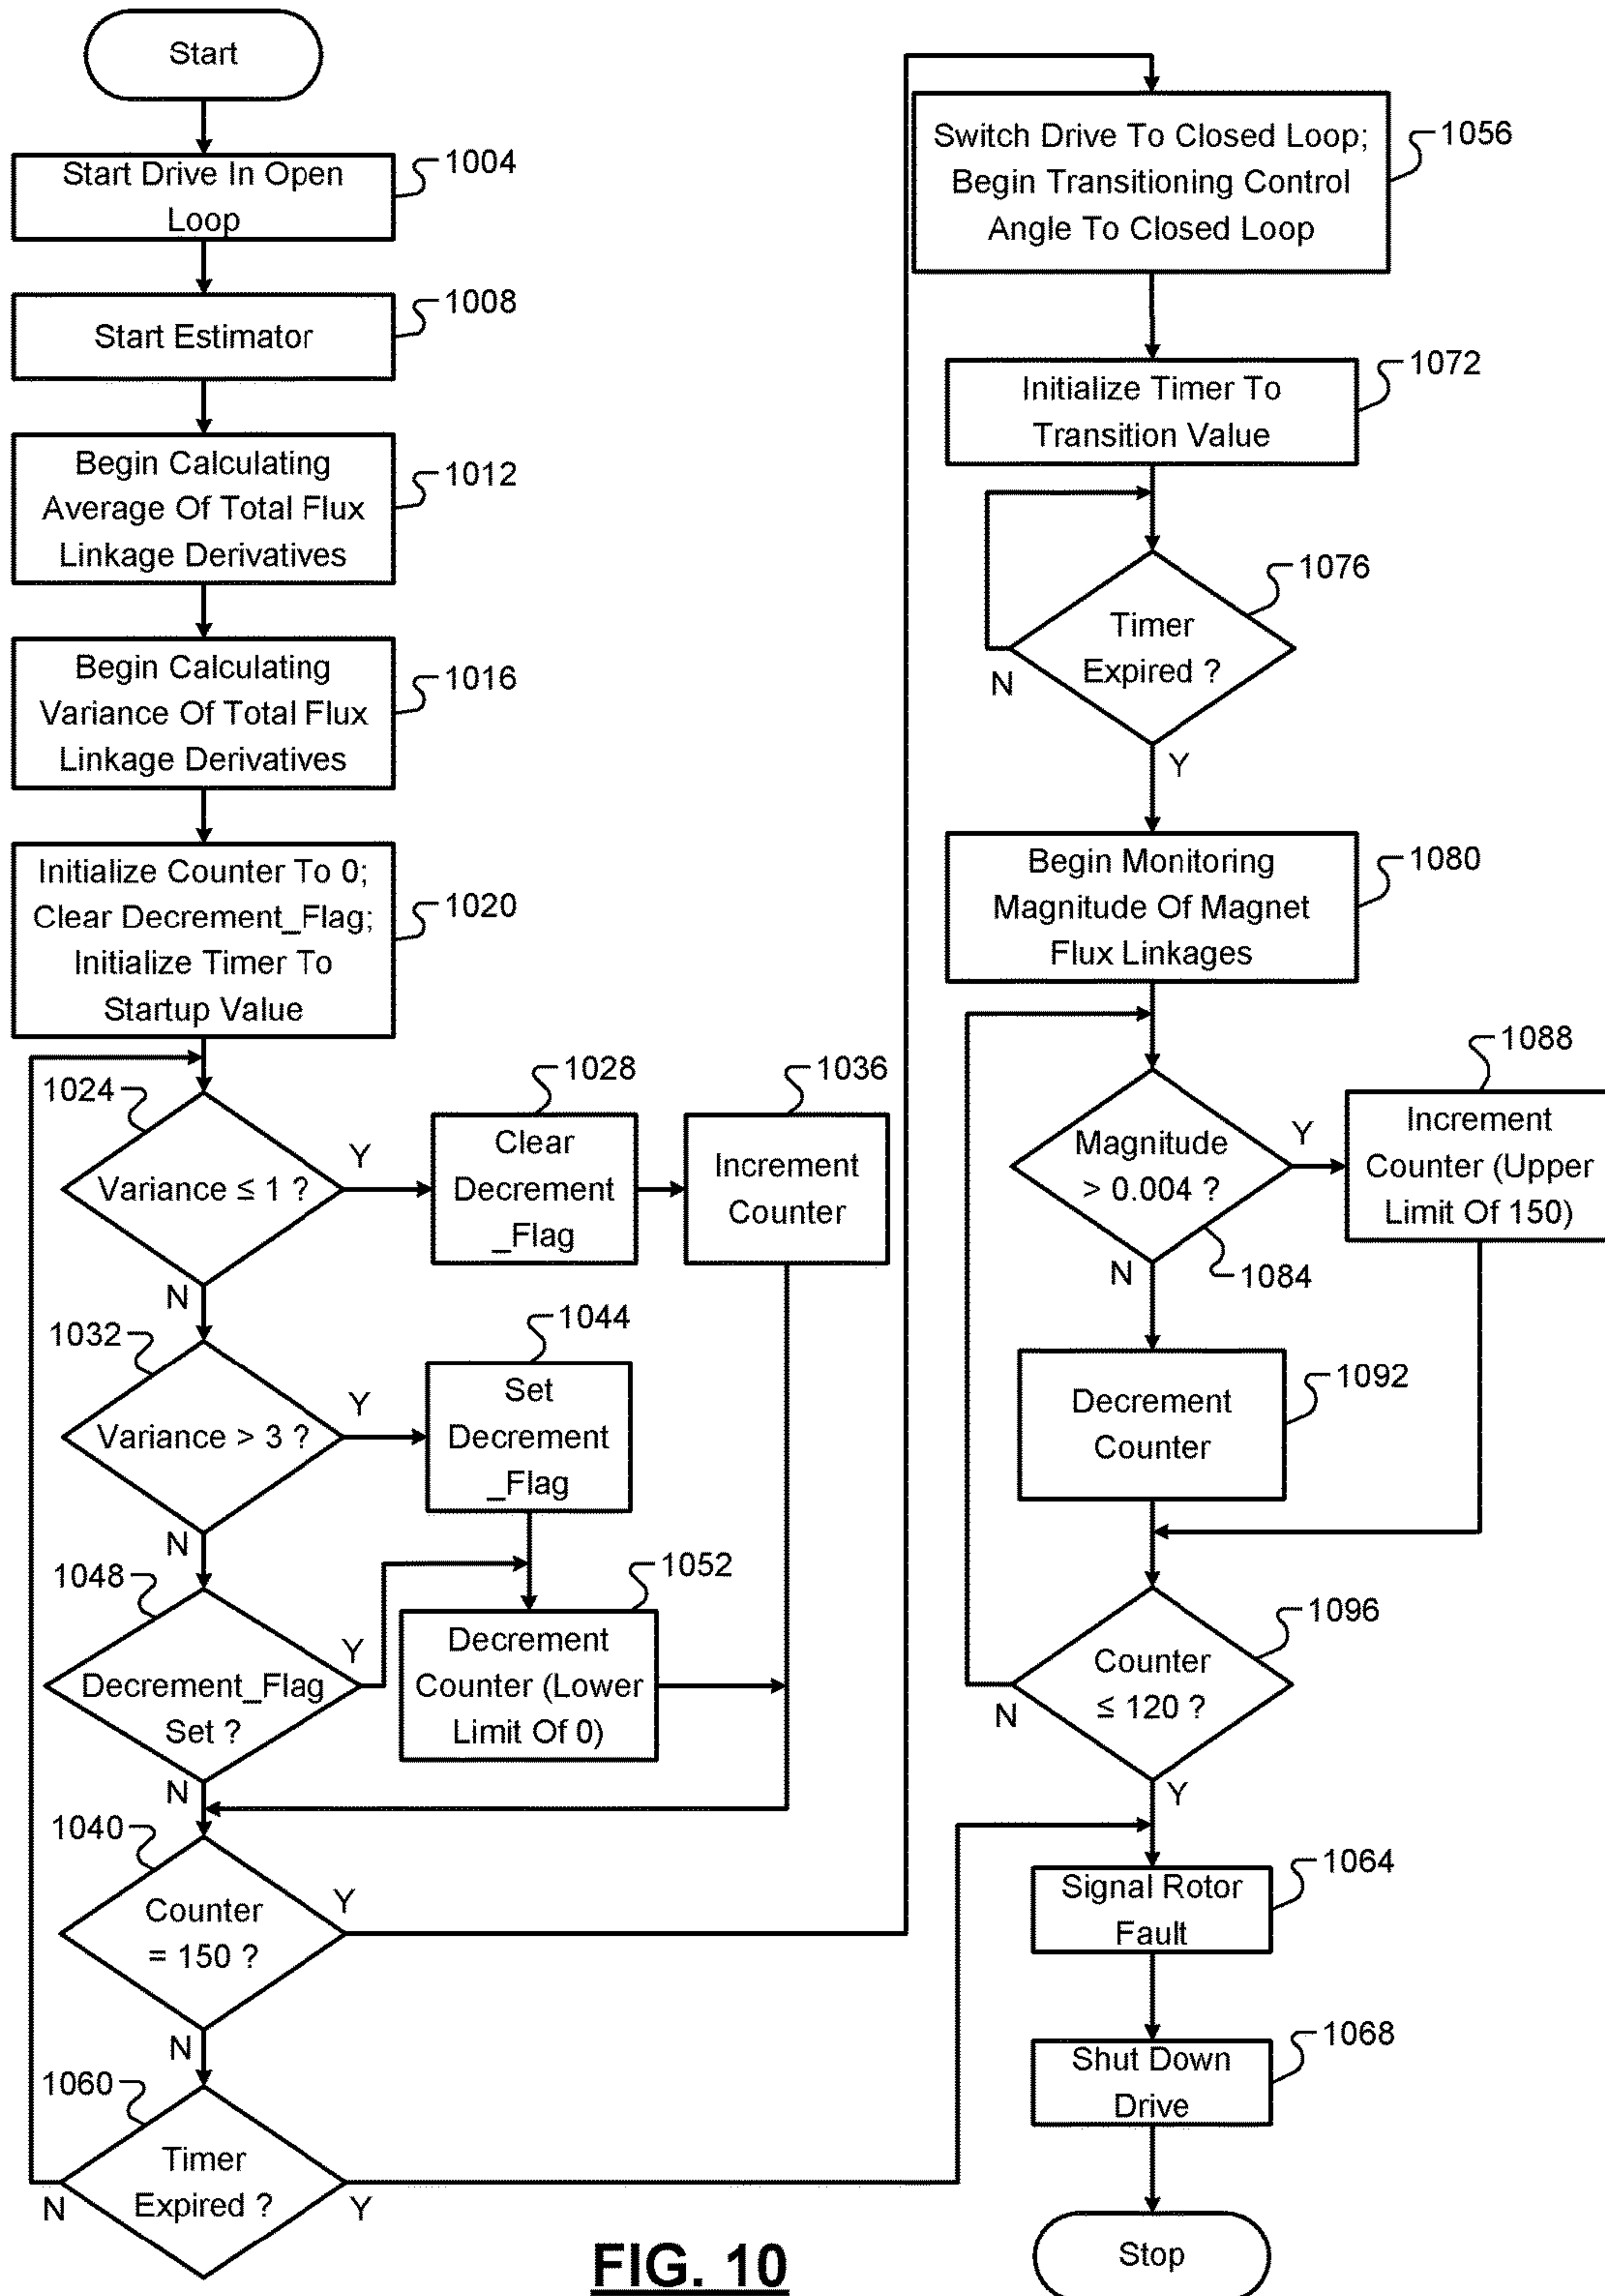 Start
Start Drive In Open
Loop
1004
Start Estimator
1008
Begin Calculating
Average Of Total Flux
Linkage Derivatives
1012
Begin Calculating
Variance Of Total Flux
Linkage Derivatives
1016
Initialize Counter To 0;
Clear Decrement_Flag;
Initialize Timer To
Startup Value
1020
1024
Variance ≤ 1 ?
Y
N
1028
Clear
Decrement
_Flag
1036
Increment
Counter
1032
Variance > 3 ?
Y
N
1044
Set
Decrement
_Flag
1048
Decrement_Flag
Set ?
Y
N
1052
Decrement
Counter (Lower
Limit Of 0)
1040
Counter
= 150 ?
Y
N
1060
Timer
Expired ?
N
Y
Switch Drive To Closed Loop;
Begin Transitioning Control
Angle To Closed Loop
1056
Initialize Timer To
Transition Value
1072
1076
Timer
Expired ?
N
Y
Begin Monitoring
Magnitude Of Magnet
Flux Linkages
1080
Magnitude
> 0.004 ?
Y
N
1084
1088
Increment
Counter (Upper
Limit Of 150)
Decrement
Counter
1092
1096
Counter
≤ 120 ?
N
Y
Signal Rotor
Fault
1064
Shut Down
Drive
1068
Stop
FIG. 10